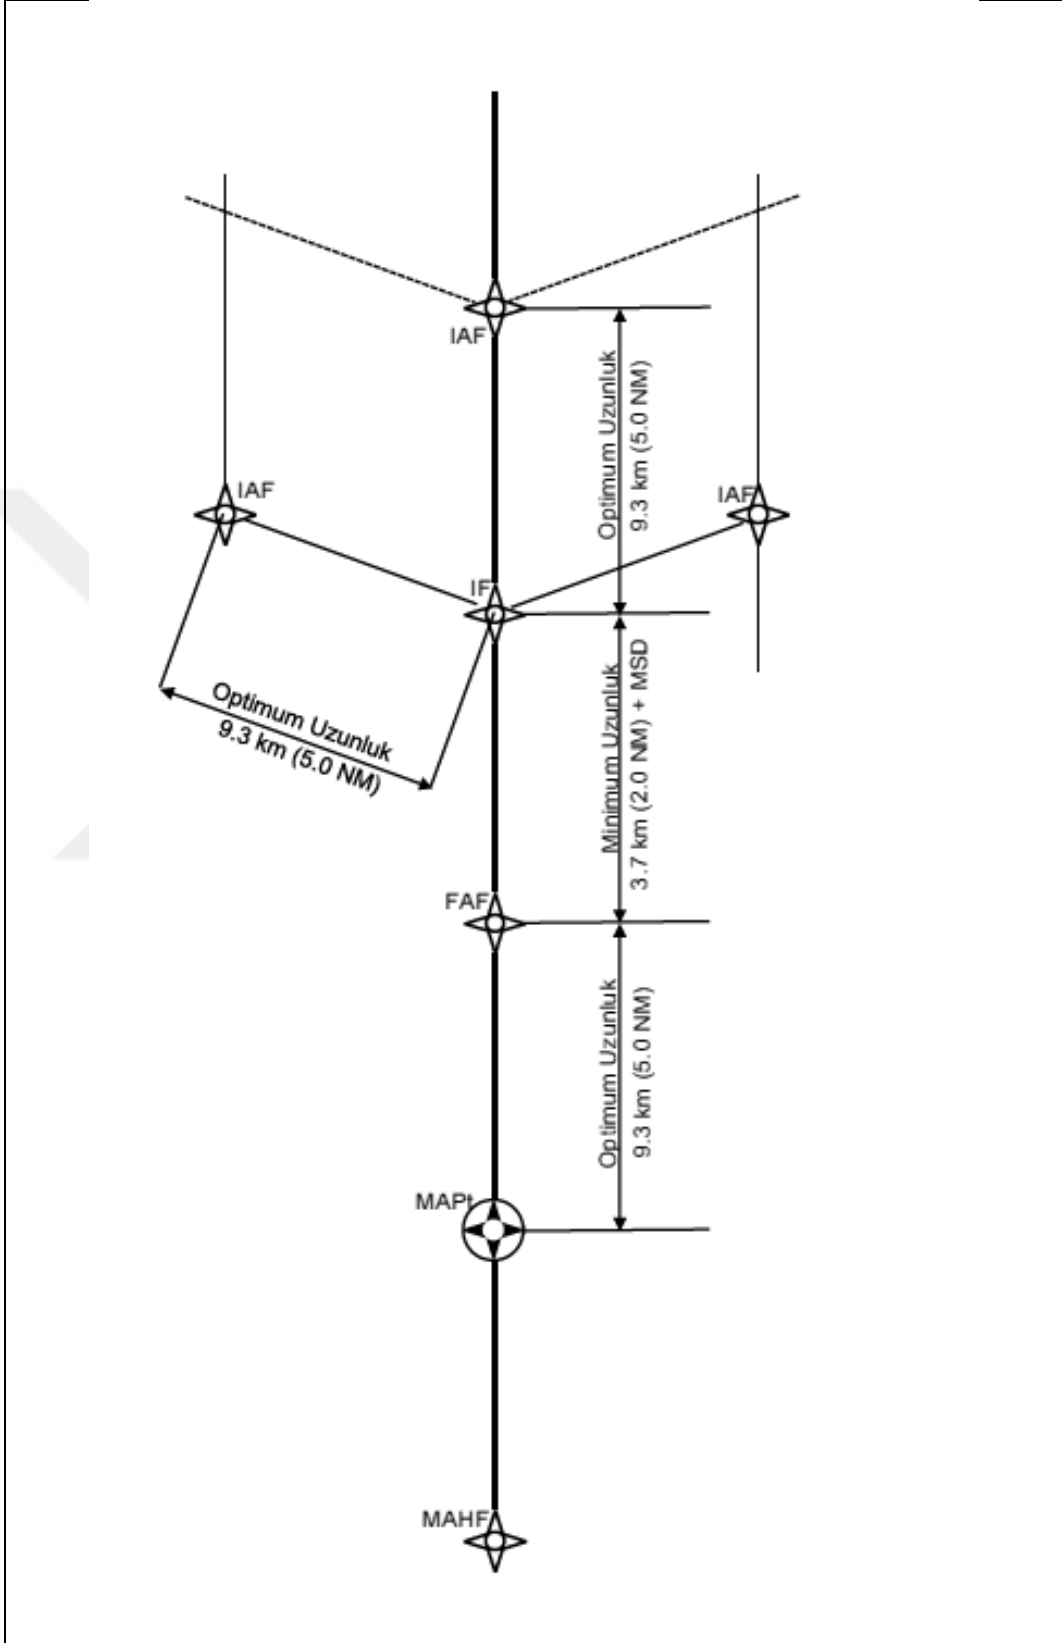 IAF
Optimum Uzunluk
9.3 km (5.0 NM)
IAF
IAF
IF
Optimum Uzunluk
9.3 km (5.0 NM)
Minimum Uzunluk
3.7 km (2.0 NM) + MSD
FAF
Optimum Uzunluk
9.3 km (5.0 NM)
MAPt
MAHF